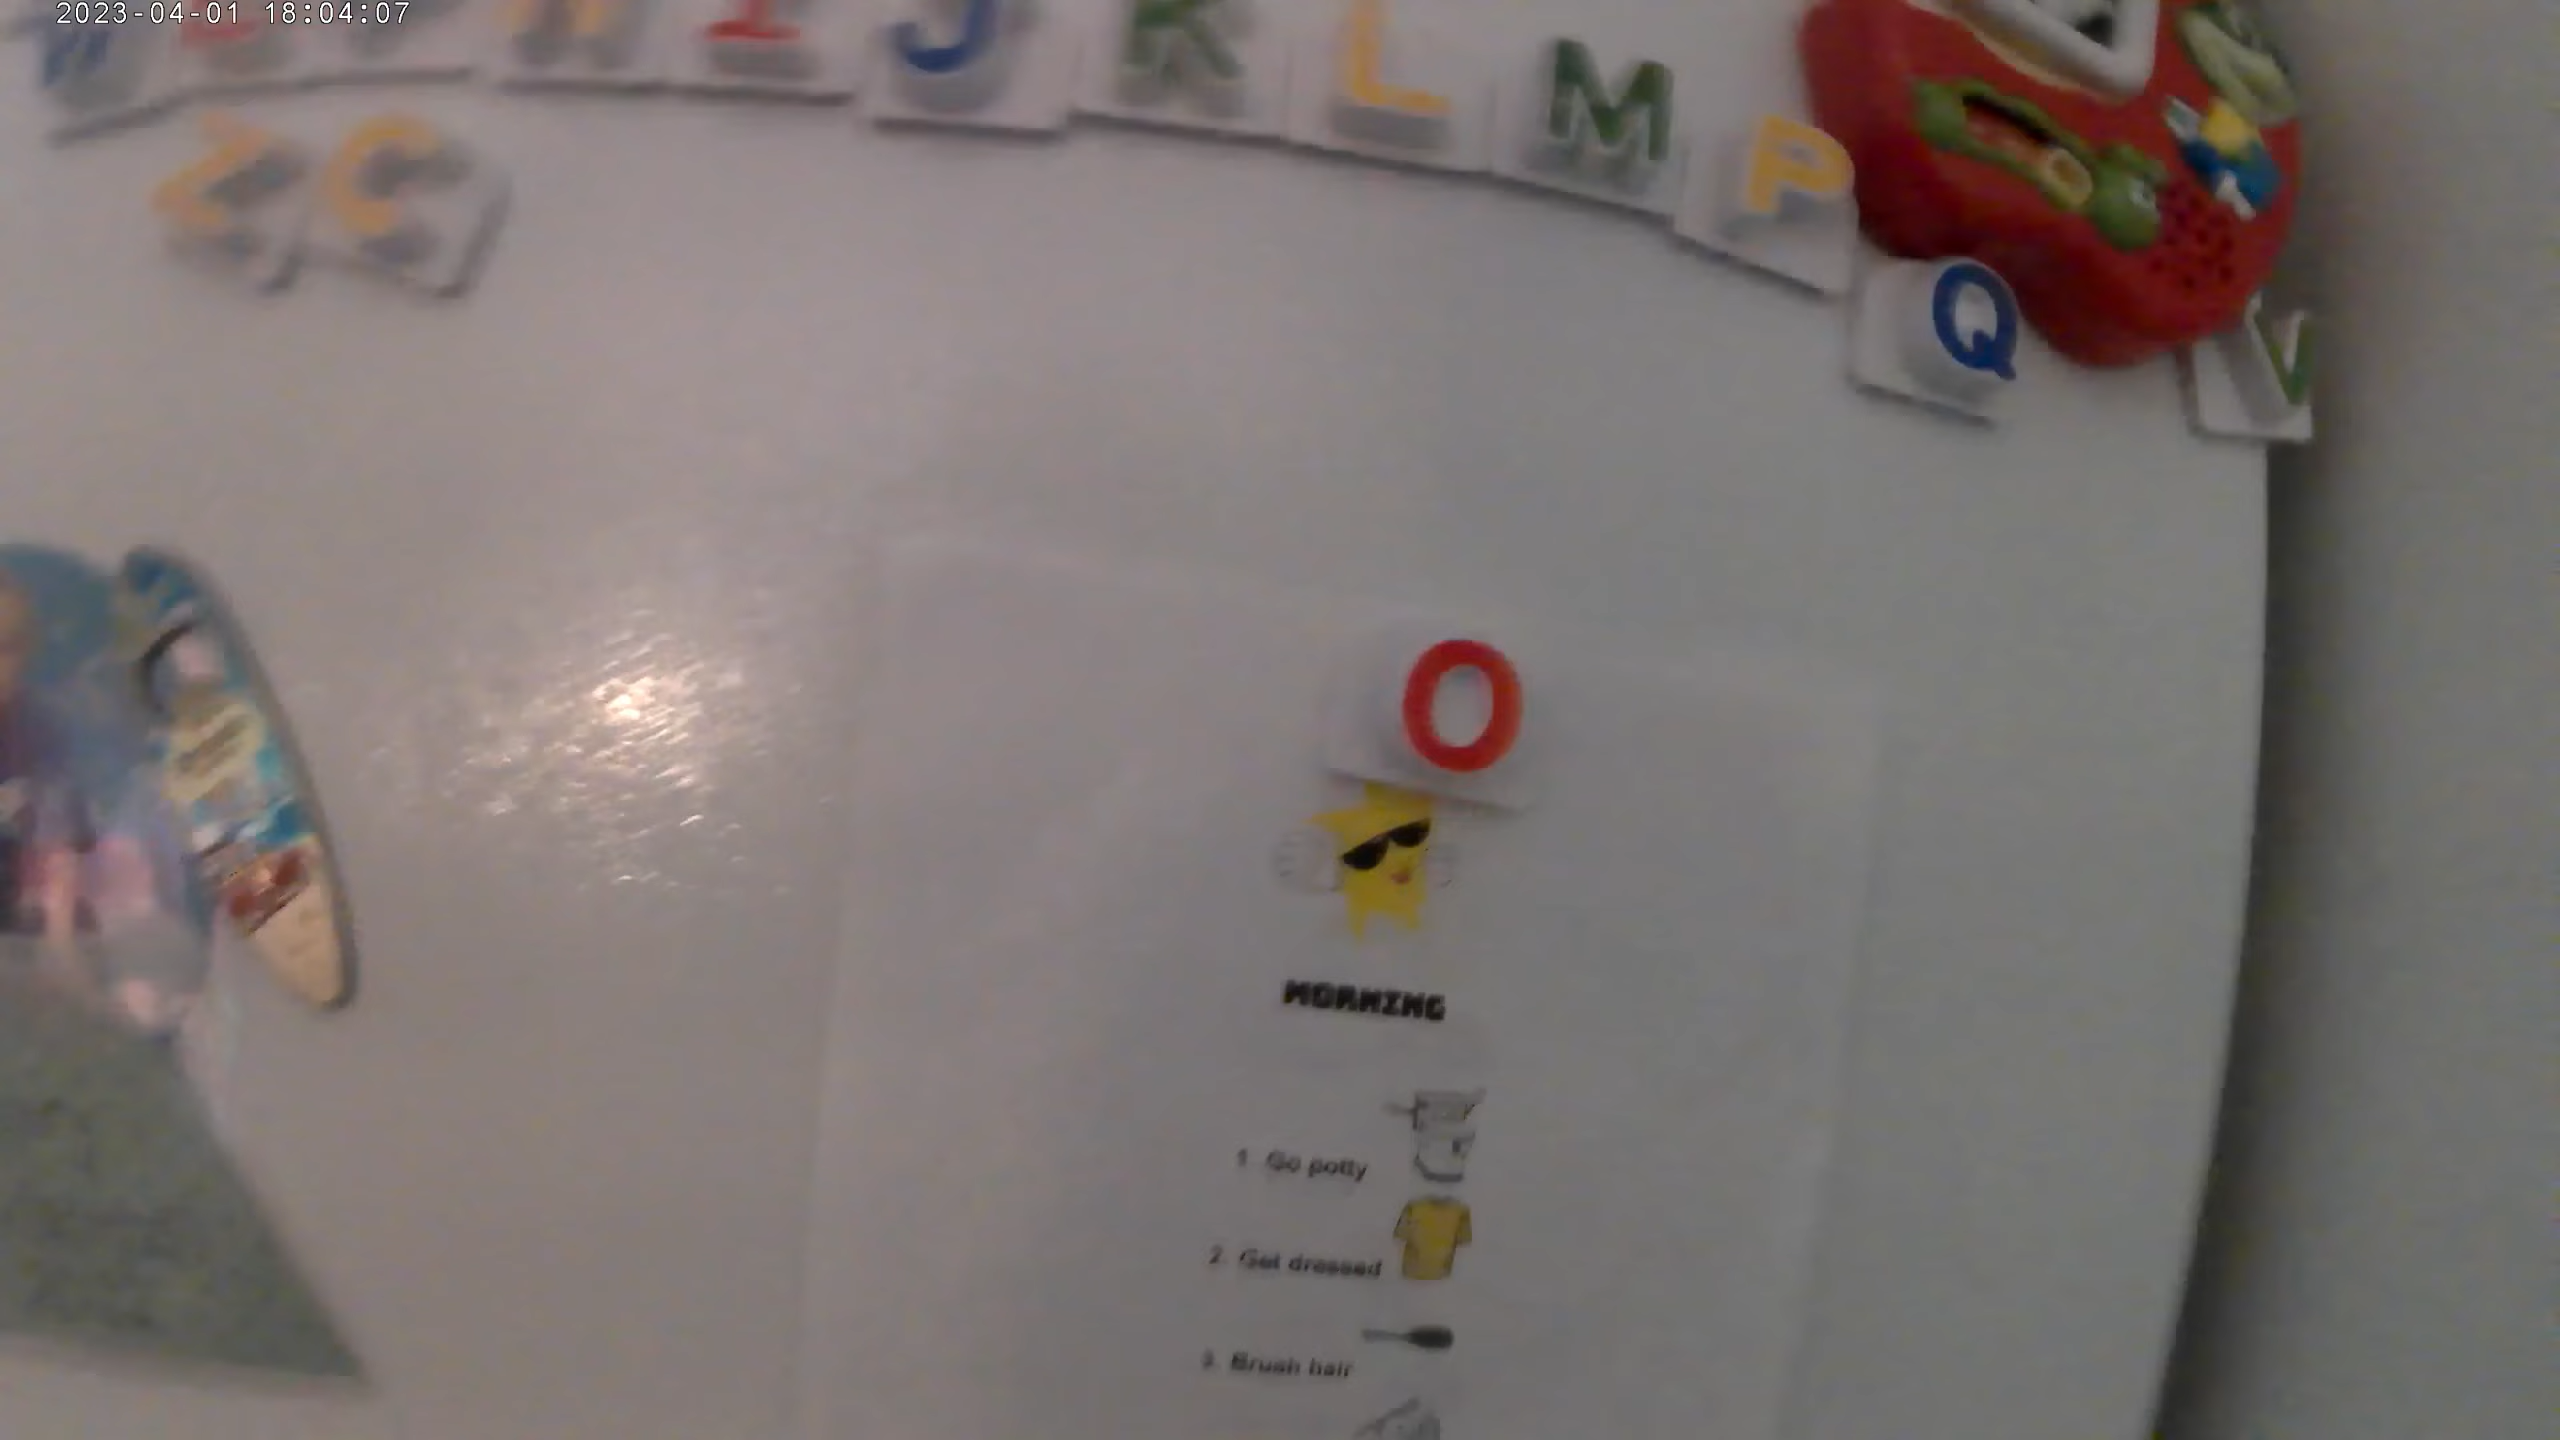 2023-04-01 18:04:07
I J K L M P
Z C
Q
V
O
MORNING
1. Go potty
2. Get dressed
3. Brush hair